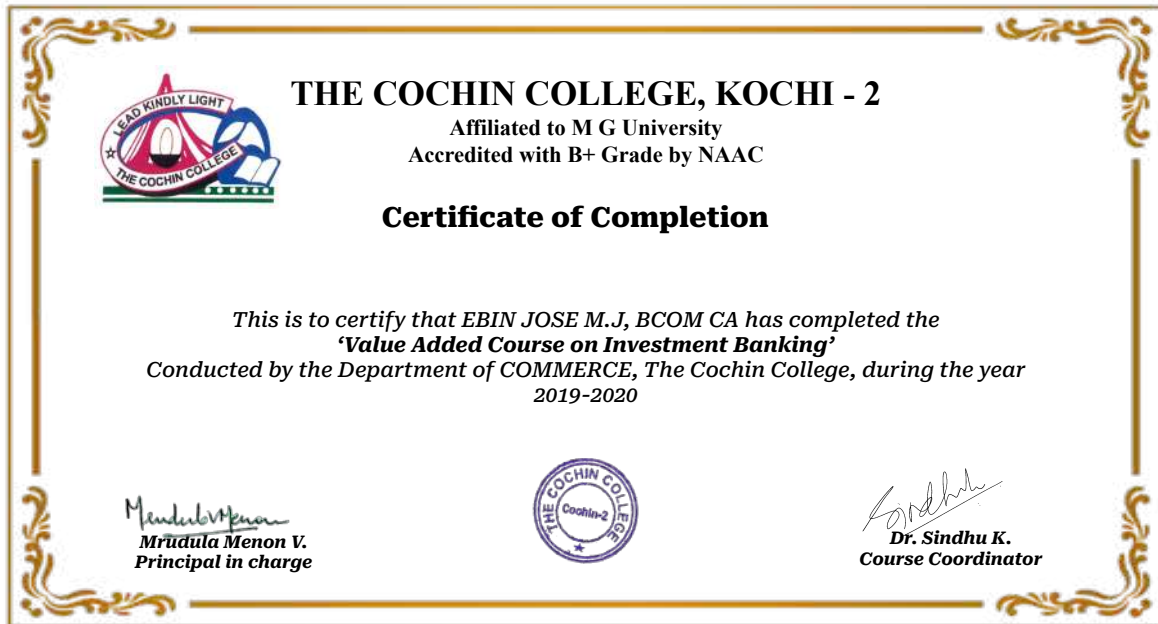 LEAD KINDLY LIGHT
THE COCHIN COLLEGE
THE COCHIN COLLEGE, KOCHI - 2
Affiliated to M G University
Accredited with B+ Grade by NAAC
Certificate of Completion
This is to certify that EBIN JOSE M.J, BCOM CA has completed the
‘Value Added Course on Investment Banking’
Conducted by the Department of COMMERCE, The Cochin College, during the year
2019-2020
THE COCHIN COLLEGE
Cochin-2
Sindhu
Mrudula Menon V.
Principal in charge
Dr. Sindhu K.
Course Coordinator